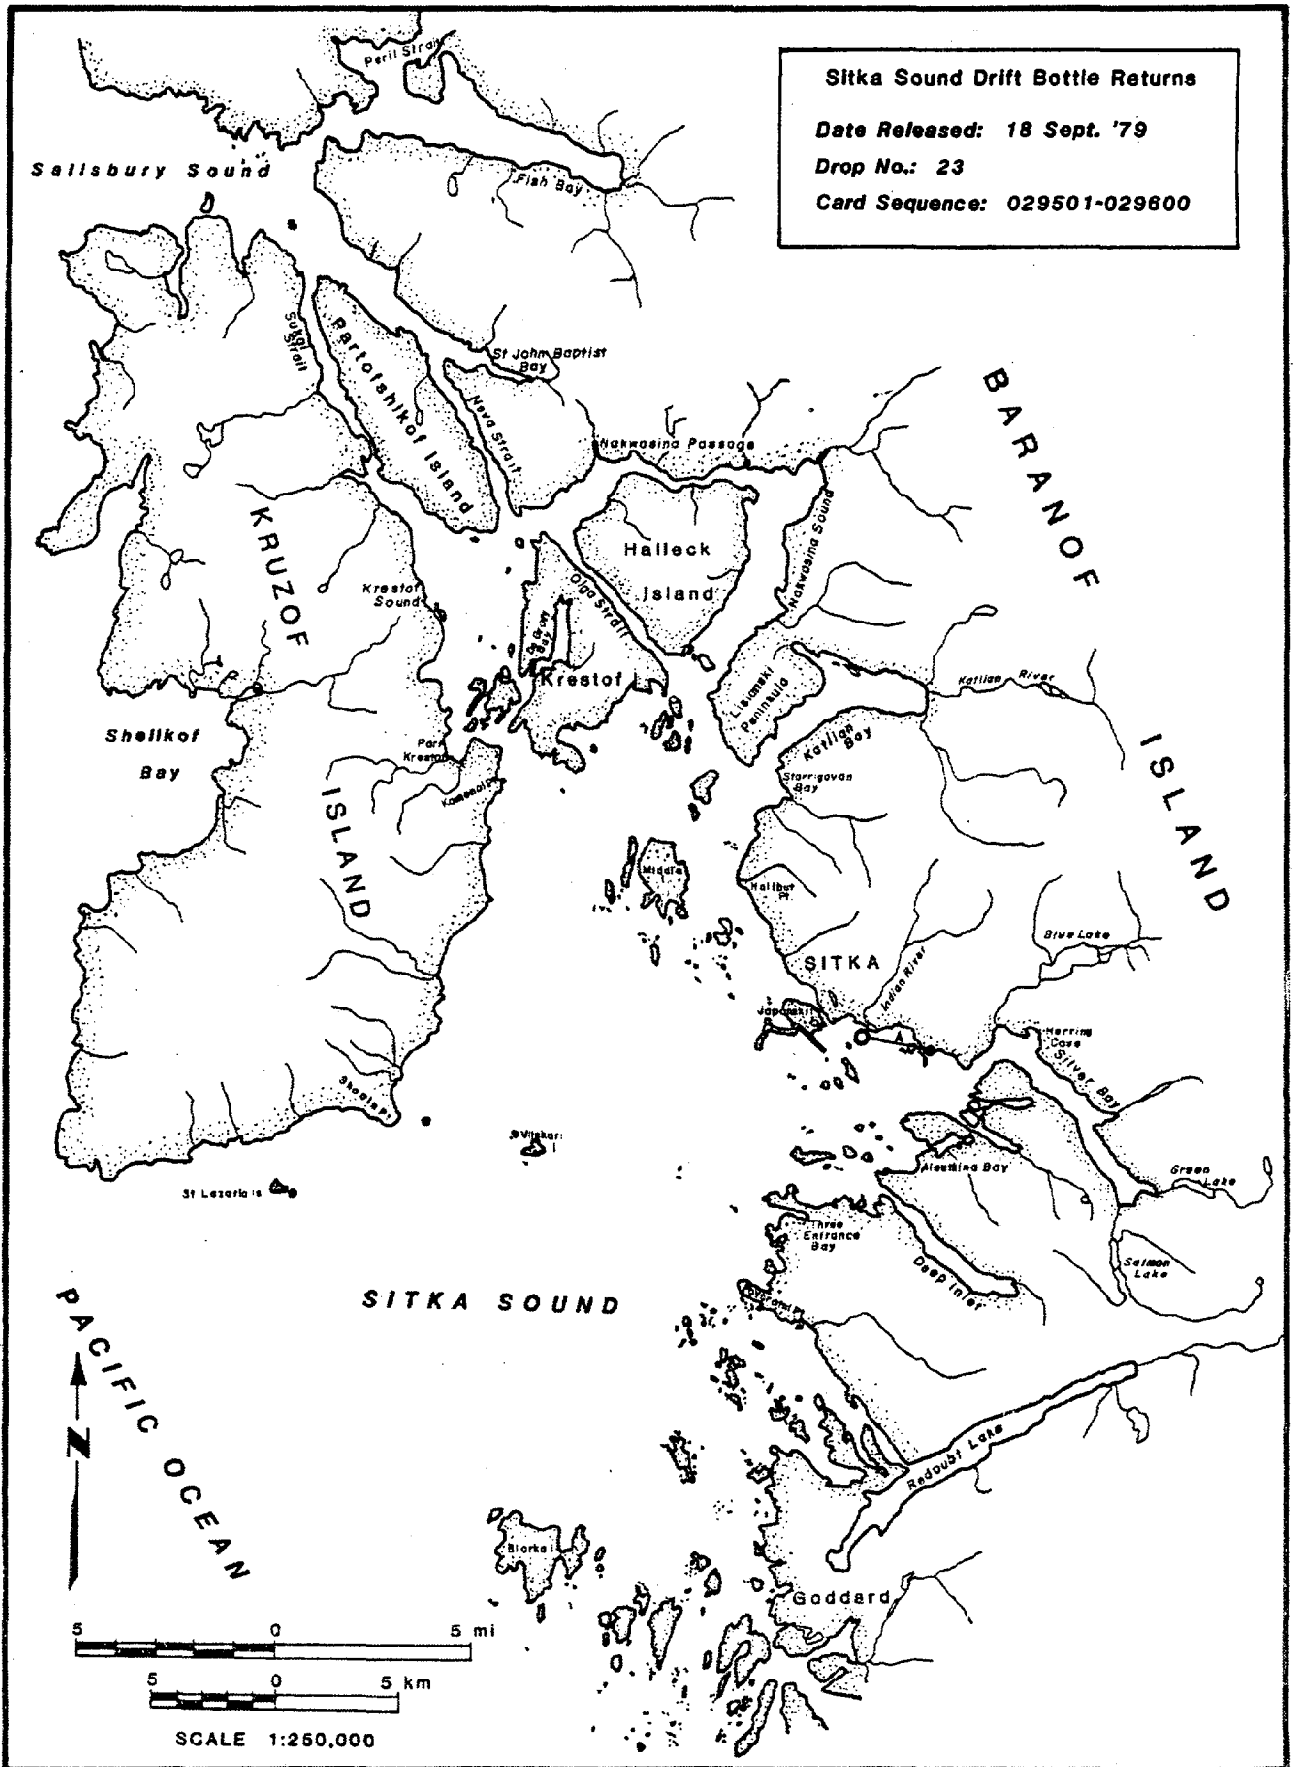 Sitka Sound Drift Bottle Returns
Date Released: 18 Sept. '79
Drop No.: 23
Card Sequence: 029501-029600
Peril Strait
Salisbury Sound
Fish Bay
Sukoi
Strait
Partofshikof Island
St John Baptist
Bay
Neva Strait
Nakwasina Passage
BARANOF
ISLAND
KRUZOF
ISLAND
Halleck
Island
Nakwasina Sound
Krestof
Sound
Olga Strait
Krestof I
Lisianski
Peninsula
Katlian River
Katlian
Bay
Shelikof
Bay
Port
Krestof
Starrigavan
Bay
Middle
Halibut
Pt
Blue Lake
SITKA
Indian River
Japonski I
A
Herring
Cove
Silver Bay
Shoals Pt
Vitskari
I
Aleutkina Bay
Green
Lake
St Lazaria Is
Three
Entrance
Bay
Deep Inlet
Salmon
Lake
SITKA SOUND
PACIFIC OCEAN
N
Redoubt Lake
Biorka I
Goddard
5 0 5 mi
5 0 5 km
SCALE 1:250,000